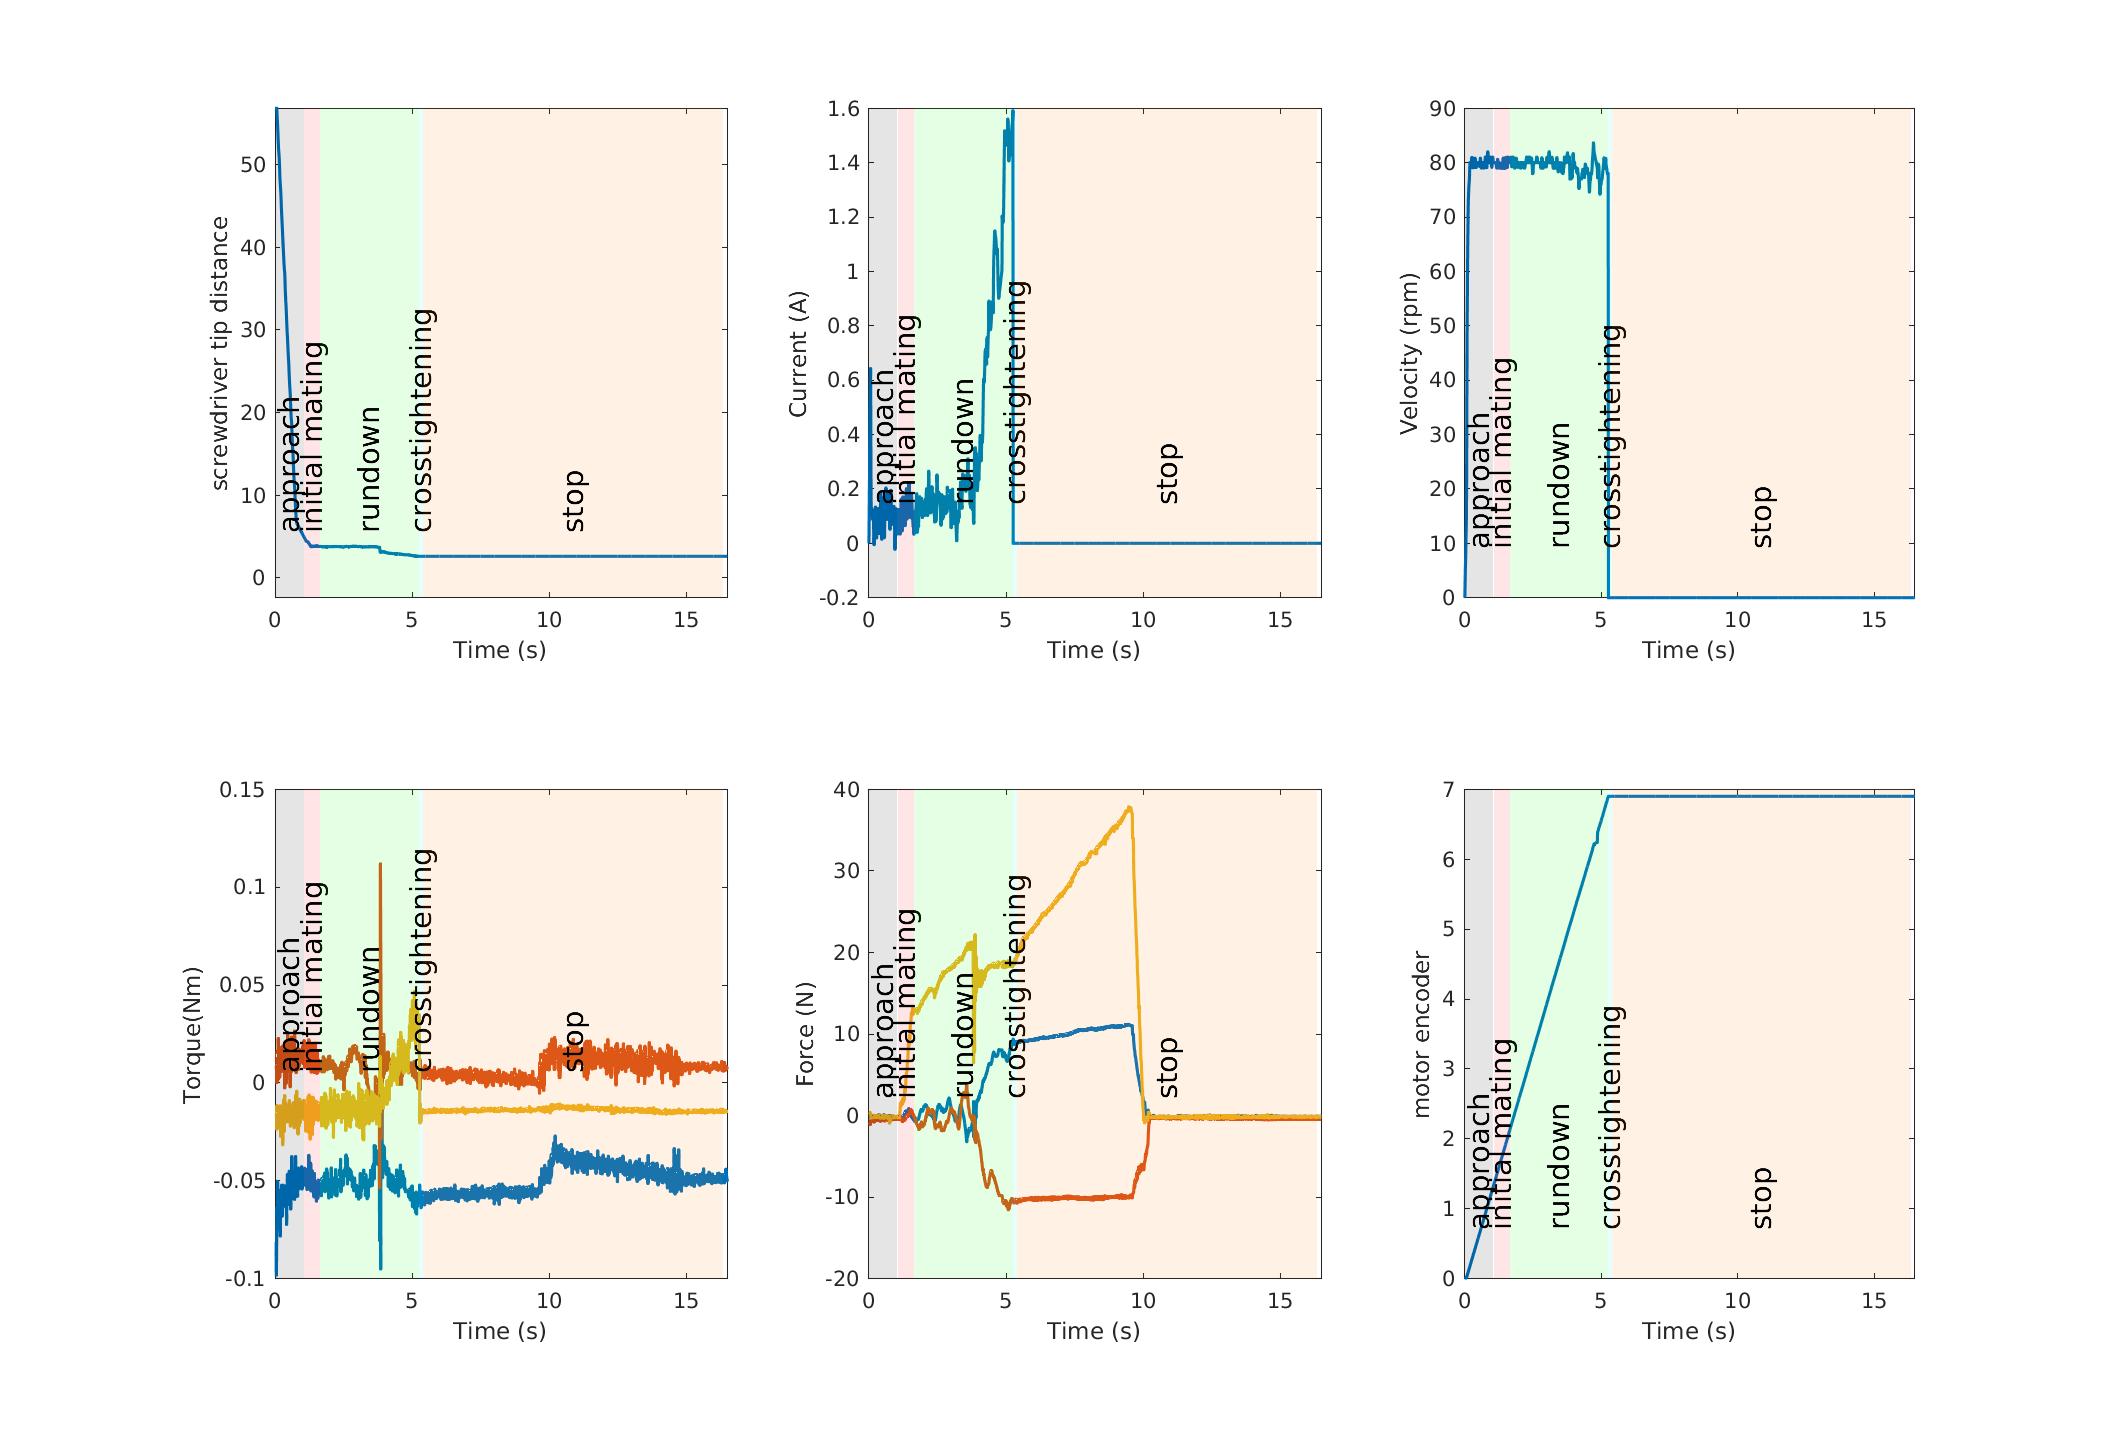 50
40
30
20
10
0
screwdriver tip distance
approach
initial mating
rundown
crosstightening
stop
0 5 10 15
Time (s)
1.6
1.4
1.2
1
0.8
0.6
0.4
0.2
0
-0.2
Current (A)
approach
initial mating
rundown
crosstightening
stop
0 5 10 15
Time (s)
90
80
70
60
50
40
30
20
10
0
Velocity (rpm)
approach
initial mating
rundown
crosstightening
stop
0 5 10 15
Time (s)
0.15
0.1
0.05
0
-0.05
-0.1
Torque(Nm)
approach
initial mating
rundown
crosstightening
stop
0 5 10 15
Time (s)
40
30
20
10
0
-10
-20
Force (N)
approach
initial mating
rundown
crosstightening
stop
0 5 10 15
Time (s)
7
6
5
4
3
2
1
0
motor encoder
approach
initial mating
rundown
crosstightening
stop
0 5 10 15
Time (s)